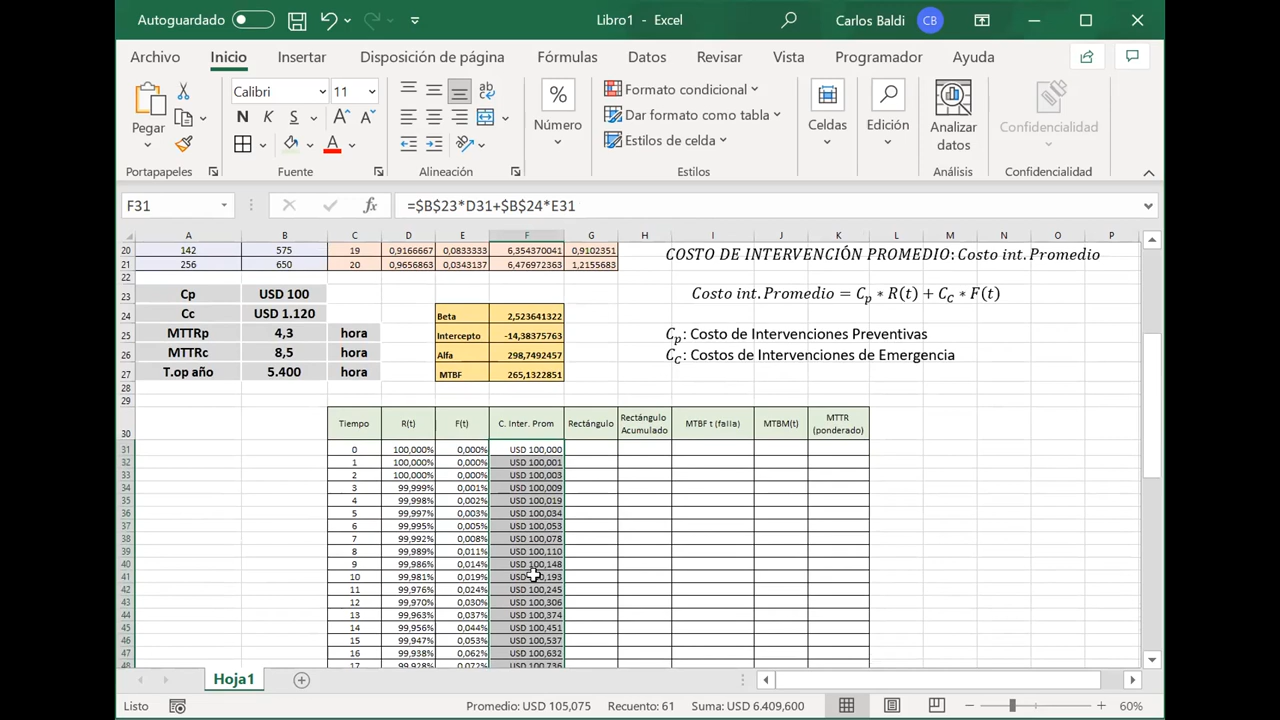 Autoguardado Libro1 - Excel Carlos Baldi CB
Archivo Inicio Insertar Disposición de página Fórmulas Datos Revisar Vista Programador Ayuda
Pegar Calibri 11 N K S A A ab % Número Formato condicional Dar formato como tabla Estilos de celda Celdas Edición Analizar datos Confidencialidad
Portapapeles Fuente Alineación Estilos Análisis Confidencialidad
F31 fx =$B$23*D31+$B$24*E31
A B C D E F G H I J K L M N O P
20 142 575 19 0,9166667 0,0833333 6,354370041 0,9102351
21 256 650 20 0,9656863 0,0343137 6,476972363 1,2155683
COSTO DE INTERVENCIÓN PROMEDIO: Costo int. Promedio
22
23 Cp USD 100
Costo int. Promedio = Cp ∗ R(t) + CC ∗ F(t)
24 Cc USD 1.120 Beta 2,523641322
25 MTTRp 4,3 hora Intercepto -14,38375763
Cp: Costo de Intervenciones Preventivas
26 MTTRc 8,5 hora Alfa 298,7492457
CC: Costos de Intervenciones de Emergencia
27 T.op año 5.400 hora MTBF 265,1322851
28
29
30 Tiempo R(t) F(t) C. Inter. Prom Rectángulo Rectángulo Acumulado MTBF t (falla) MTBM(t) MTTR (ponderado)
31 0 100,000% 0,000% USD 100,000
32 1 100,000% 0,000% USD 100,001
33 2 100,000% 0,000% USD 100,003
34 3 99,999% 0,001% USD 100,009
35 4 99,998% 0,002% USD 100,019
36 5 99,997% 0,003% USD 100,034
37 6 99,995% 0,005% USD 100,053
38 7 99,992% 0,008% USD 100,078
39 8 99,989% 0,011% USD 100,110
40 9 99,986% 0,014% USD 100,148
41 10 99,981% 0,019% USD 100,193
42 11 99,976% 0,024% USD 100,245
43 12 99,970% 0,030% USD 100,306
44 13 99,963% 0,037% USD 100,374
45 14 99,956% 0,044% USD 100,451
46 15 99,947% 0,053% USD 100,537
47 16 99,938% 0,062% USD 100,632
48 17 99,928% 0,072% USD 100,736
Hoja1
Listo Promedio: USD 105,075 Recuento: 61 Suma: USD 6.409,600 60%